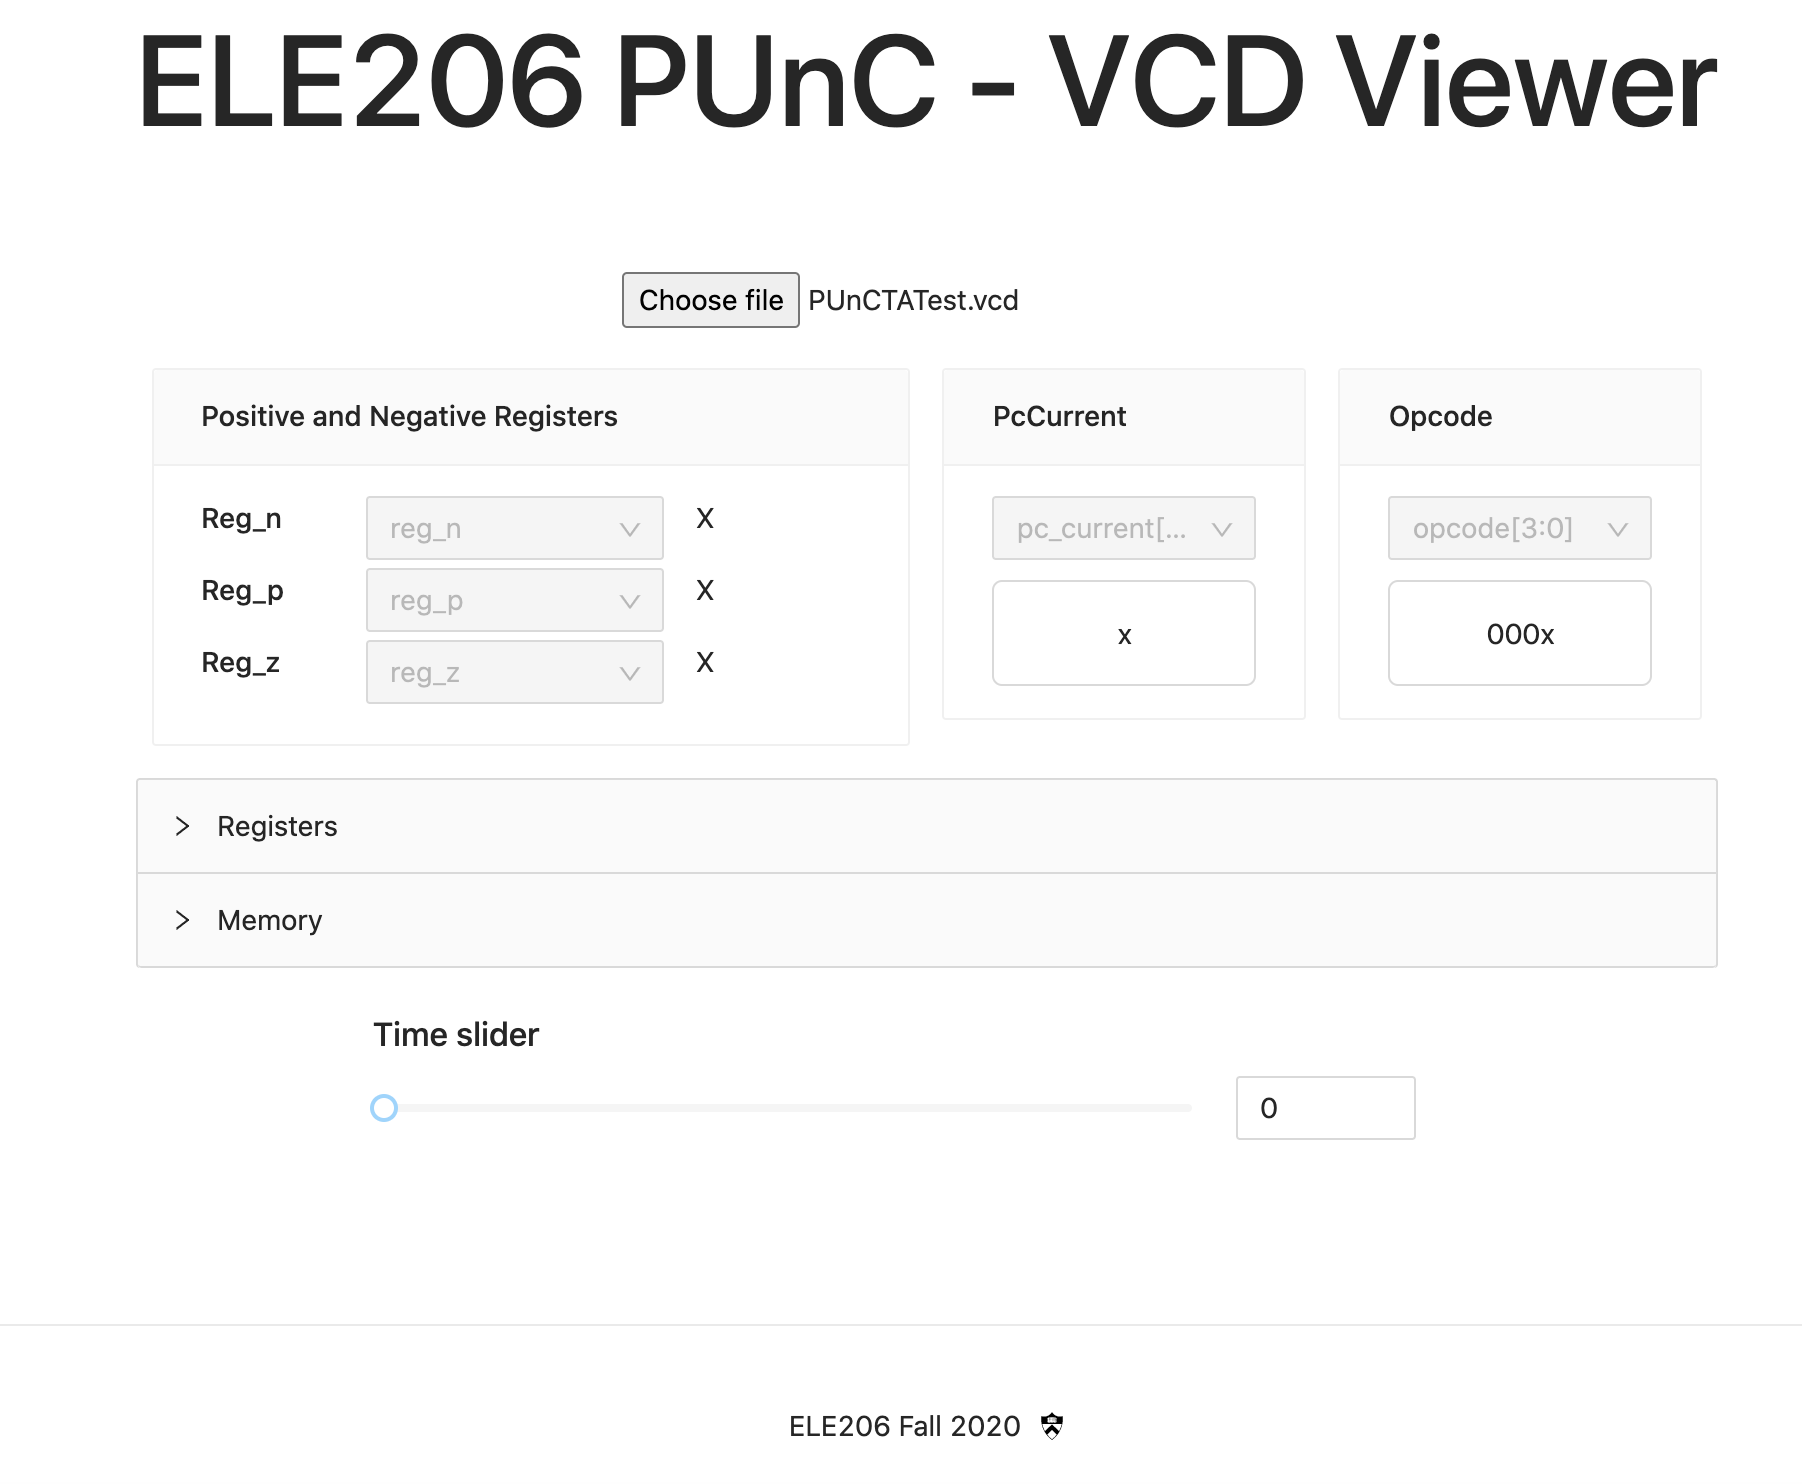 ELE206 PUnC - VCD Viewer
Choose file PUnCTATest.vcd
Positive and Negative Registers
Reg_n reg_n X
Reg_p reg_p X
Reg_z reg_z X
PcCurrent
pc_current[...
x
Opcode
opcode[3:0]
000x
Registers
Memory
Time slider
0
ELE206 Fall 2020